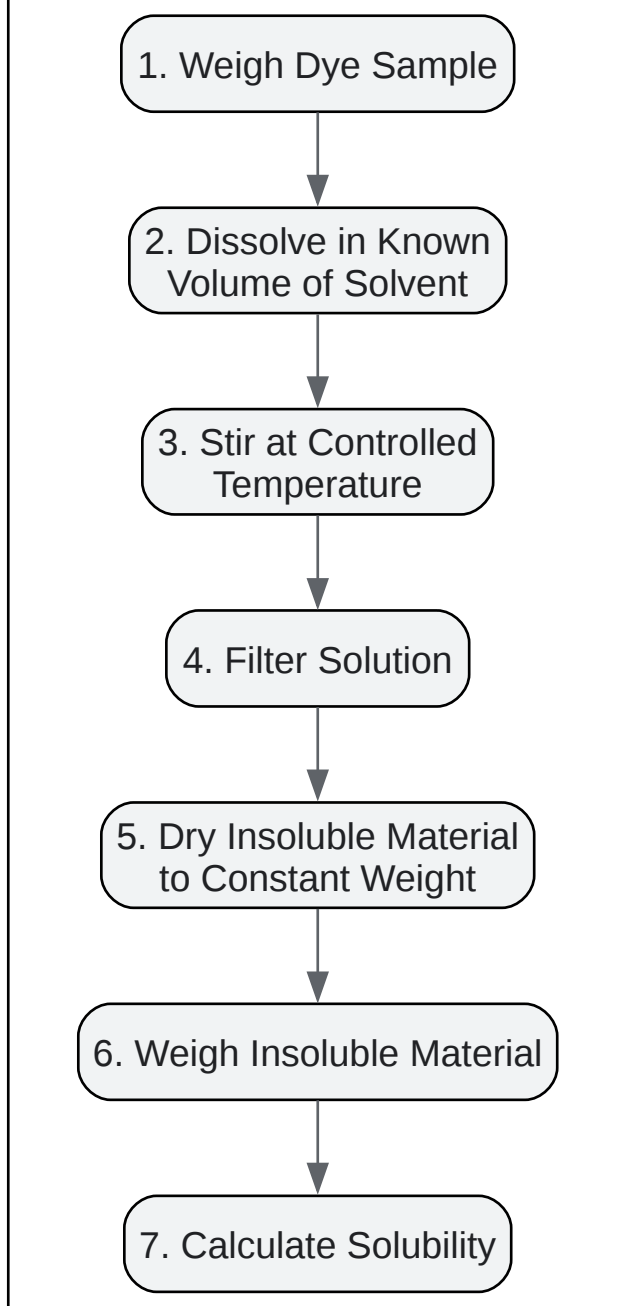 1. Weigh Dye Sample
2. Dissolve in Known
Volume of Solvent
3. Stir at Controlled
Temperature
4. Filter Solution
5. Dry Insoluble Material
to Constant Weight
6. Weigh Insoluble Material
7. Calculate Solubility